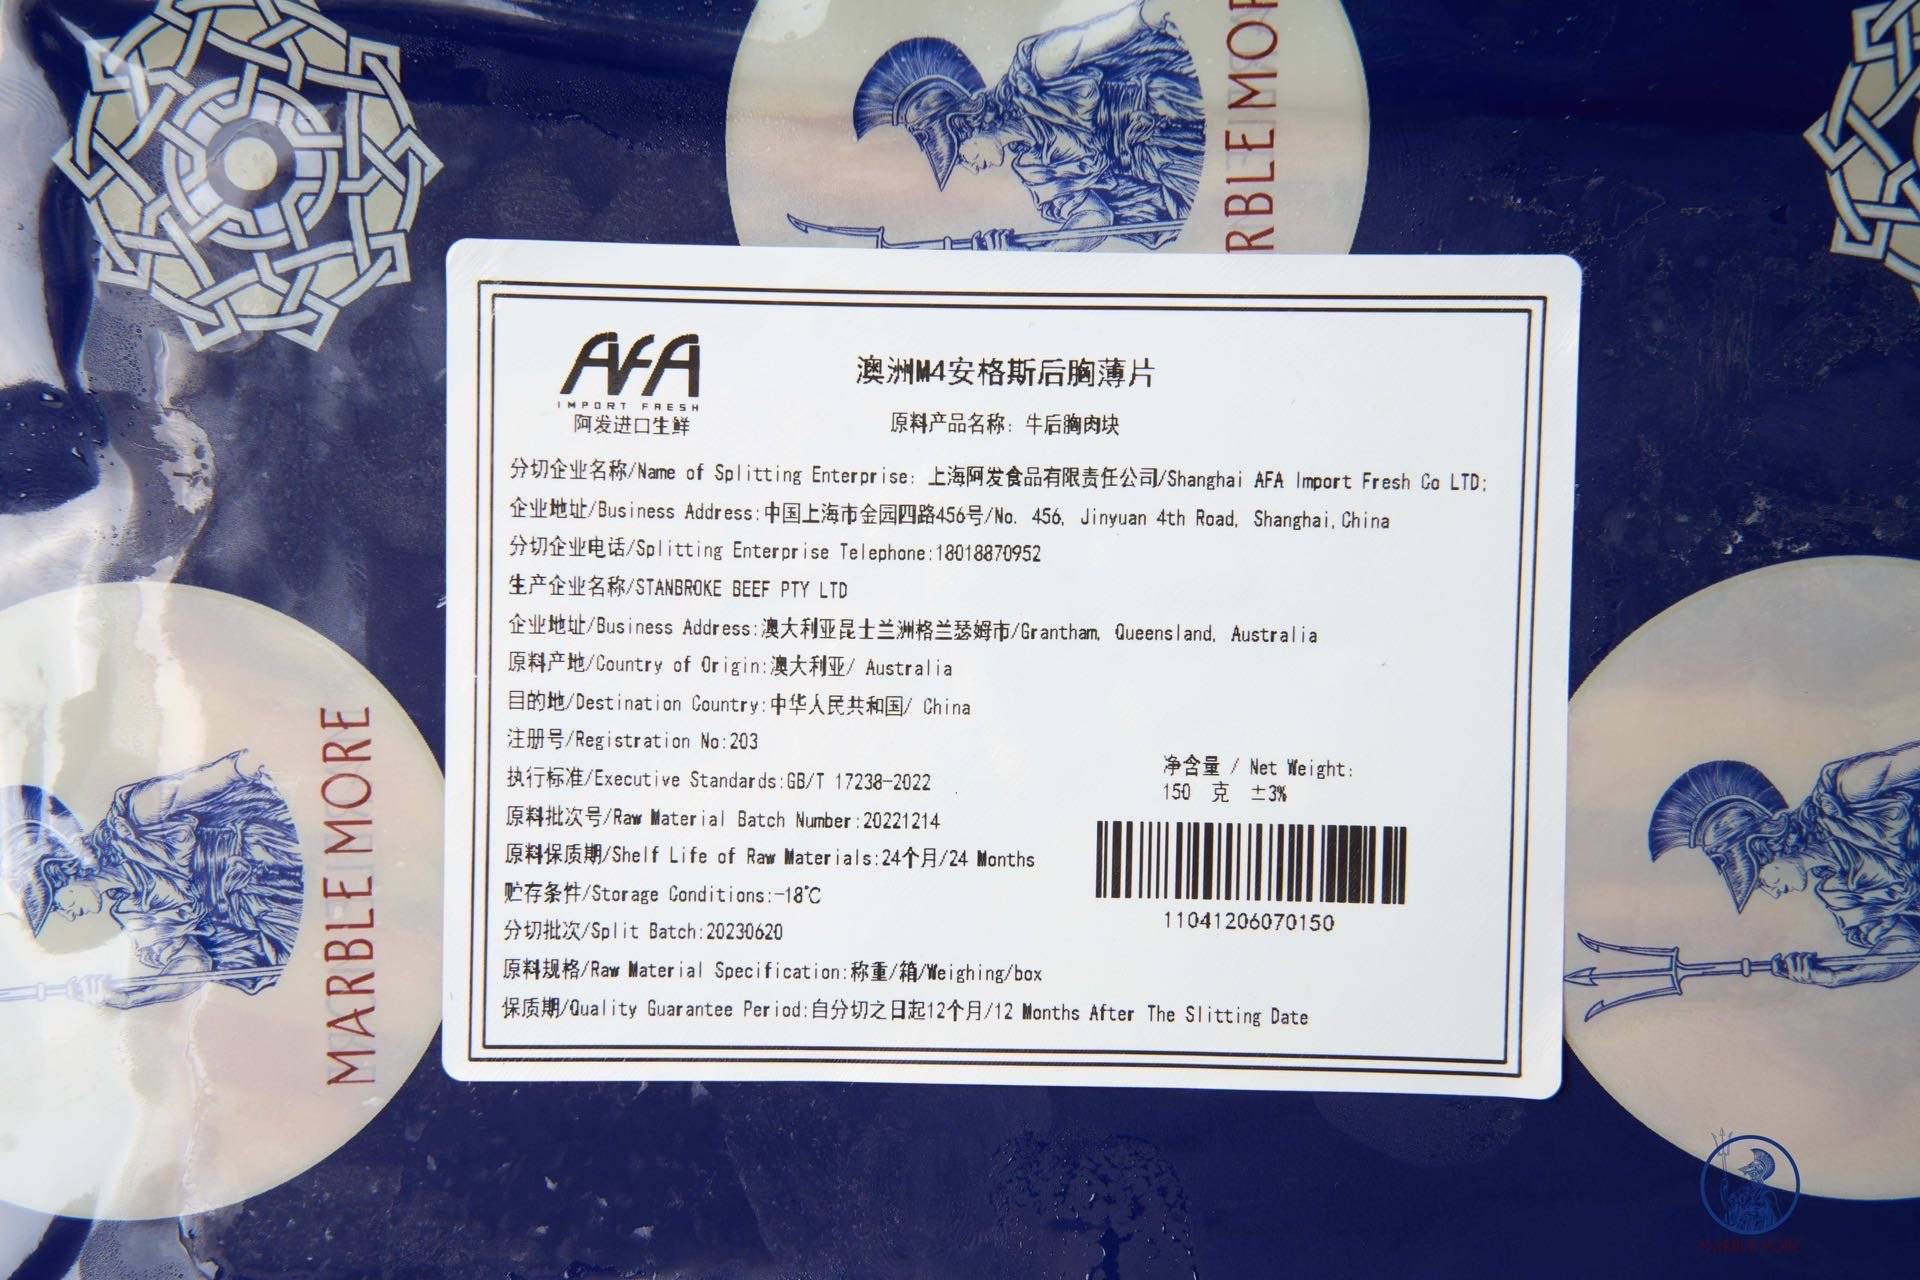 MARBLE MORE
AFA
IMPORT FRESH
阿发进口生鲜
澳洲M4安格斯后胸薄片
原料产品名称: 牛后胸肉块
分切企业名称/Name of Splitting Enterprise: 上海阿发食品有限责任公司/Shanghai AFA Import Fresh Co LTD;
企业地址/Business Address:中国上海市金园四路456号/No. 456, Jinyuan 4th Road, Shanghai,China
分切企业电话/Splitting Enterprise Telephone:18018870952
生产企业名称/STANBROKE BEEF PTY LTD
企业地址/Business Address:澳大利亚昆士兰洲格兰瑟姆市/Grantham, Queensland, Australia
原料产地/Country of Origin:澳大利亚/ Australia
目的地/Destination Country:中华人民共和国/ China
注册号/Registration No:203
执行标准/Executive Standards:GB/T 17238-2022
原料批次号/Raw Material Batch Number:20221214
原料保质期/Shelf Life of Raw Materials:24个月/24 Months
贮存条件/Storage Conditions:-18℃
分切批次/Split Batch:20230620
原料规格/Raw Material Specification:称重/箱/Weighing/box
保质期/Quality Guarantee Period:自分切之日起12个月/12 Months After The Slitting Date
净含量 / Net Weight:
150 克 ±3%
11041206070150
MARBLE MORE